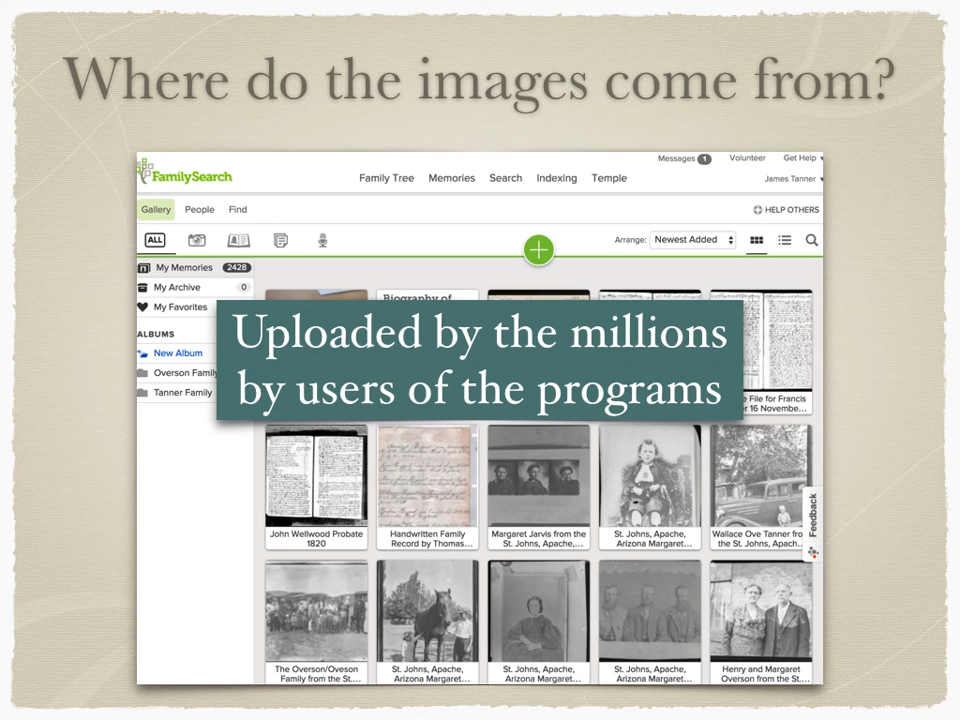 Where do the images come from?
Messages 1 Volunteer Get Help
FamilySearch
Family Tree Memories Search Indexing Temple
James Tanner
Gallery People Find
HELP OTHERS
ALL
Arrange: Newest Added
My Memories 2428
My Archive 0
My Favorites
ALBUMS
New Album
Overson Family
Tanner Family
Biography of
Uploaded by the millions
by users of the programs
e File for Francis
16 Novembe...
John Wellwood Probate
1820
Handwritten Family
Record by Thomas...
Margaret Jarvis from the
St. Johns, Apache,...
St. Johns, Apache,
Arizona Margaret...
Wallace Ove Tanner fro
the St. Johns, Apach...
Feedback
The Overson/Oveson
Family from the St....
St. Johns, Apache,
Arizona Margaret...
St. Johns, Apache,
Arizona Margaret...
St. Johns, Apache,
Arizona Margaret...
Henry and Margaret
Overson from the St....